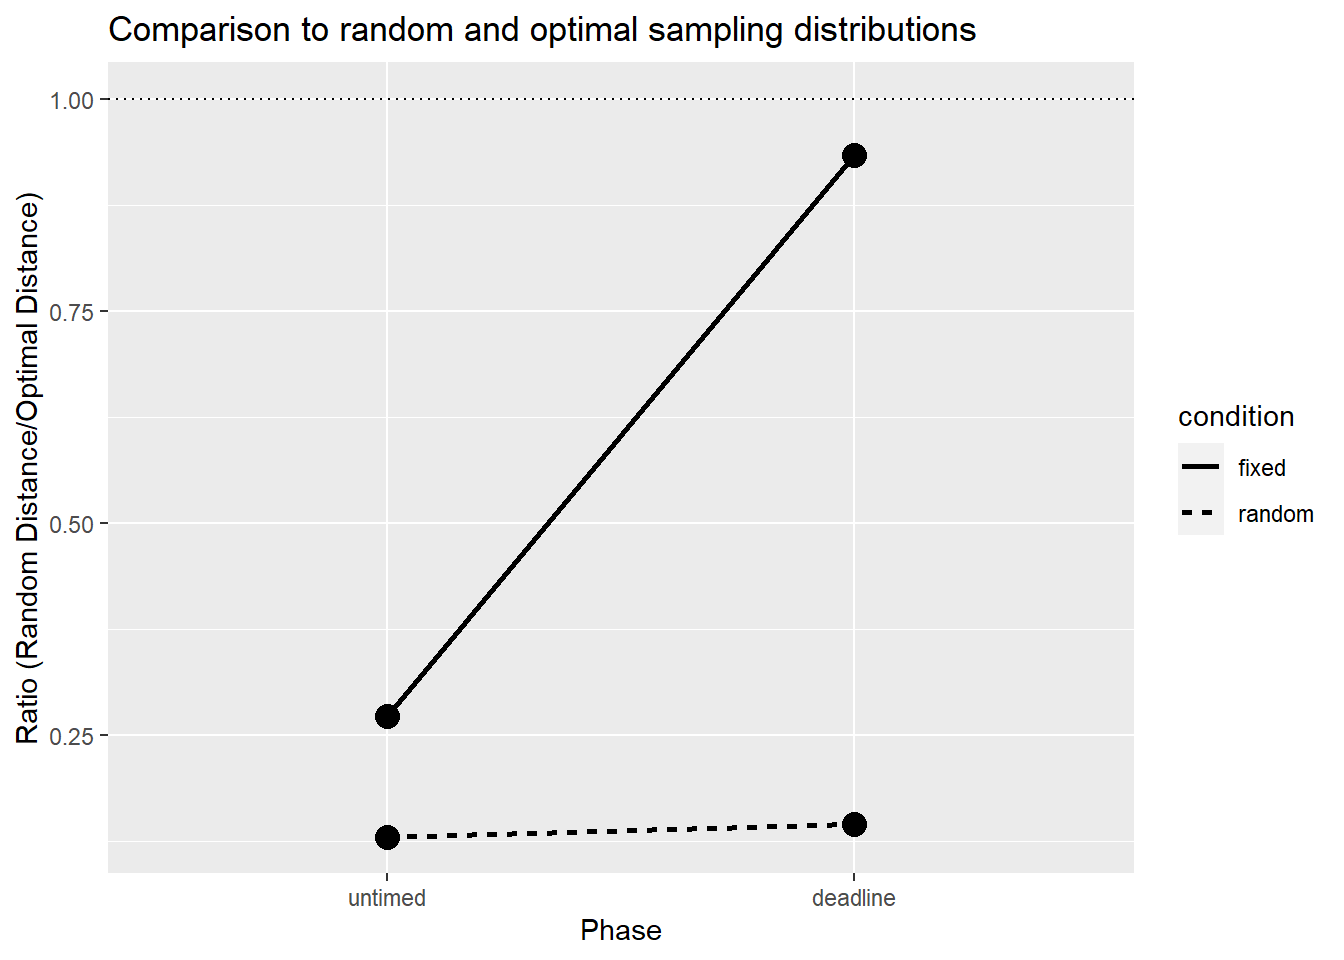 Comparison to random and optimal sampling distributions
Ratio (Random Distance/Optimal Distance)
1.00
0.75
0.50
0.25
untimed
deadline
Phase
condition
fixed
random